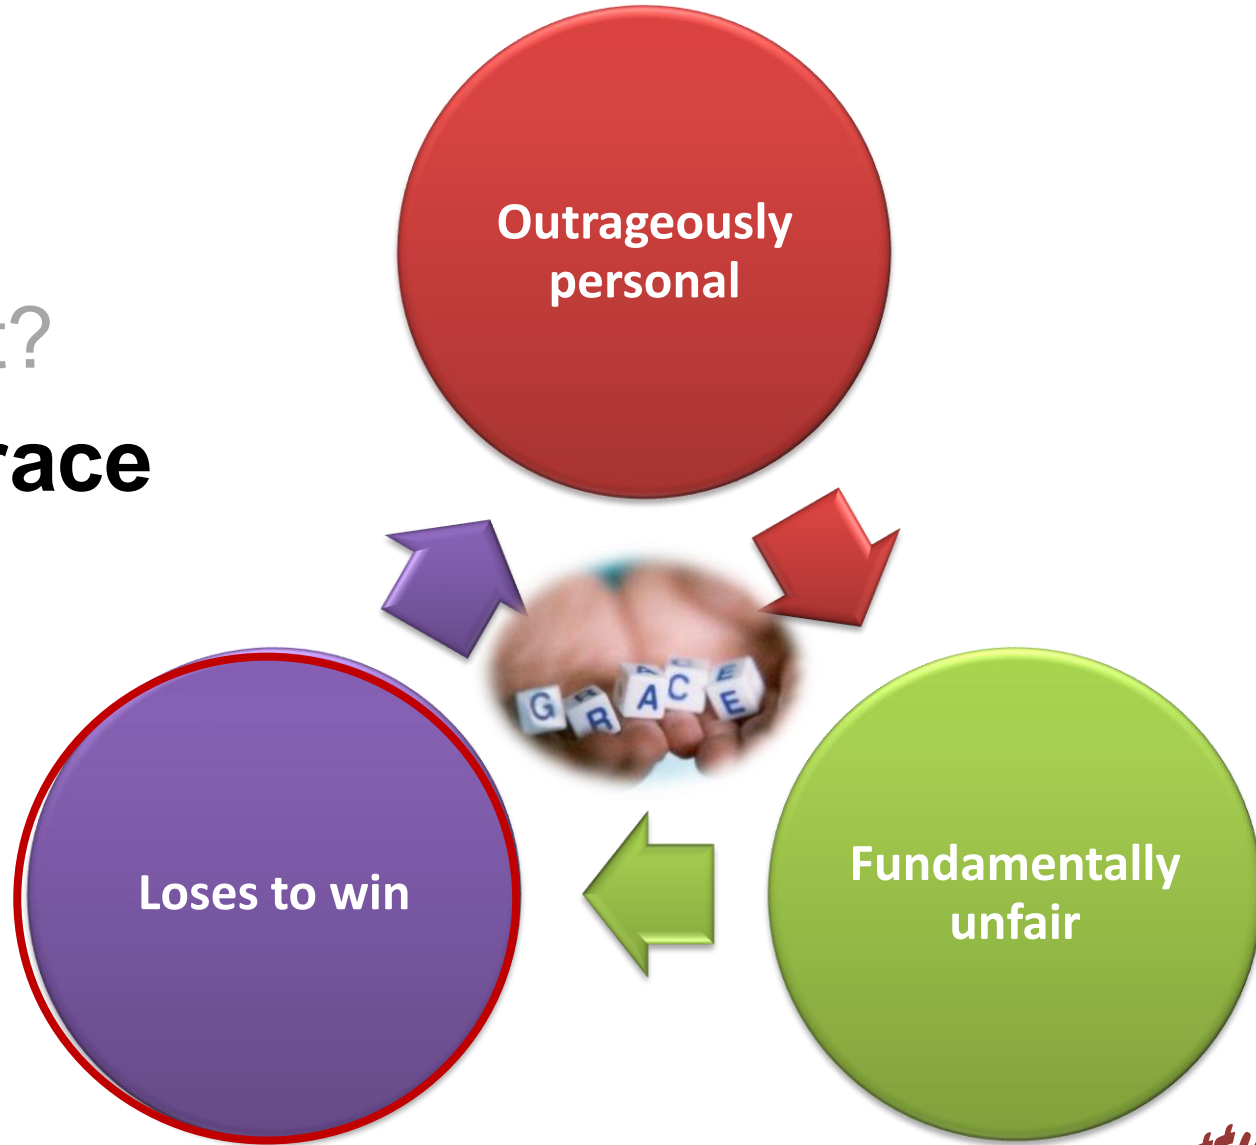 Outrageously
personal
t?
race
GRACE
Loses to win
Fundamentally
unfair